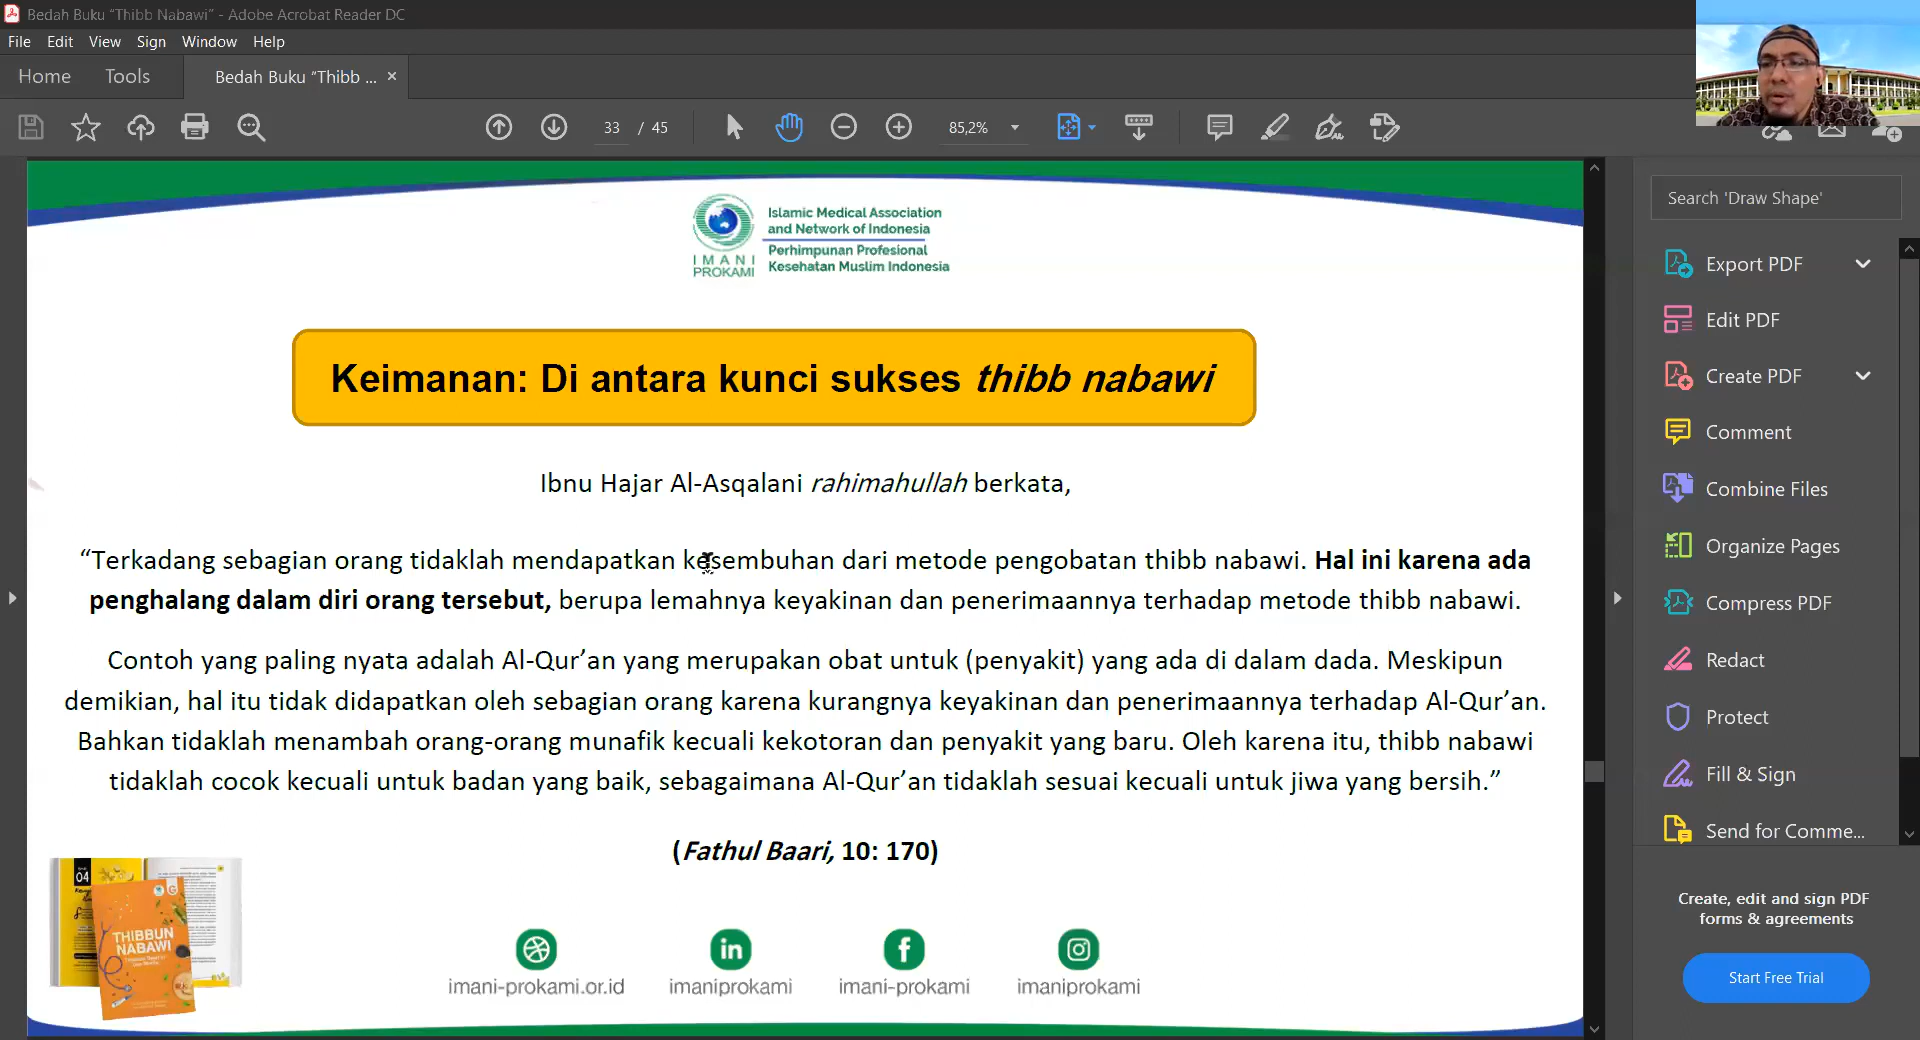 Bedah Buku “Thibb Nabawi” - Adobe Acrobat Reader DC
File Edit View Sign Window Help
Home Tools Bedah Buku “Thibb ... ×
33 / 45 85,2%
Search 'Draw Shape'
Export PDF
Edit PDF
Create PDF
Comment
Combine Files
Organize Pages
Compress PDF
Redact
Protect
Fill & Sign
Send for Comme...
Create, edit and sign PDF
forms & agreements
Start Free Trial
IMANI
PROKAMI
Islamic Medical Association
and Network of Indonesia
Perhimpunan Profesional
Kesehatan Muslim Indonesia
Keimanan: Di antara kunci sukses thibb nabawi
Ibnu Hajar Al-Asqalani rahimahullah berkata,
“Terkadang sebagian orang tidaklah mendapatkan kesembuhan dari metode pengobatan thibb nabawi. Hal ini karena ada
penghalang dalam diri orang tersebut, berupa lemahnya keyakinan dan penerimaannya terhadap metode thibb nabawi.
Contoh yang paling nyata adalah Al-Qur’an yang merupakan obat untuk (penyakit) yang ada di dalam dada. Meskipun
demikian, hal itu tidak didapatkan oleh sebagian orang karena kurangnya keyakinan dan penerimaannya terhadap Al-Qur’an.
Bahkan tidaklah menambah orang-orang munafik kecuali kekotoran dan penyakit yang baru. Oleh karena itu, thibb nabawi
tidaklah cocok kecuali untuk badan yang baik, sebagaimana Al-Qur’an tidaklah sesuai kecuali untuk jiwa yang bersih.”
(Fathul Baari, 10: 170)
04
THIBBUN
NABAWI
imani-prokami.or.id imaniprokami imani-prokami imaniprokami